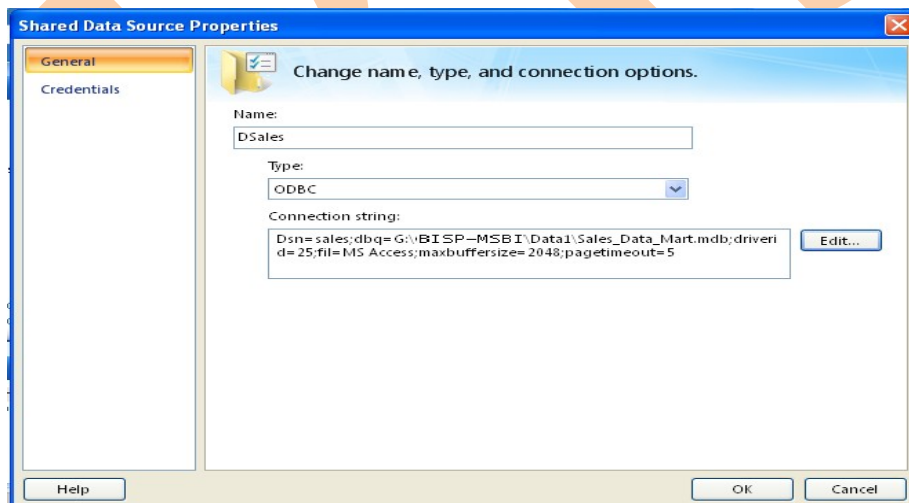 Shared Data Source Properties
General
Credentials
Change name, type, and connection options.
Name:
DSales
Type:
ODBC
Connection string:
Dsn=sales;dbq=G:\BISP-MSBI\Data1\Sales_Data_Mart.mdb;driveri
d=25;fil=MS Access;maxbuffersize=2048;pagetimeout=5
Edit...
Help
OK
Cancel